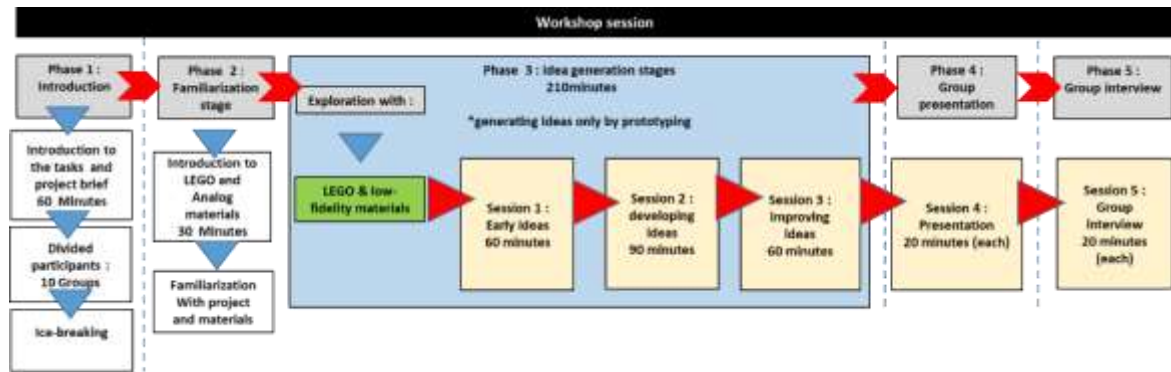 Workshop session
Phase 1 :
Introduction
Introduction to
the tasks and
project brief
60 Minutes
Divided
participants :
10 Groups
Ice-breaking
Phase 2 :
Familiarization
stage
Introduction to
LEGO and
Analog
materials
30 Minutes
Familiarization
With project
and materials
Phase 3 : idea generation stages
210minutes
Exploration with :
*generating ideas only by prototyping
LEGO & low-
fidelity materials
Session 1 :
Early ideas
60 minutes
Session 2 :
developing
ideas
90 minutes
Session 3 :
Improving
ideas
60 minutes
Phase 4 :
Group
presentation
Session 4 :
Presentation
20 minutes (each)
Phase 5 :
Group interview
Session 5 :
Group
interview
20 minutes
(each)